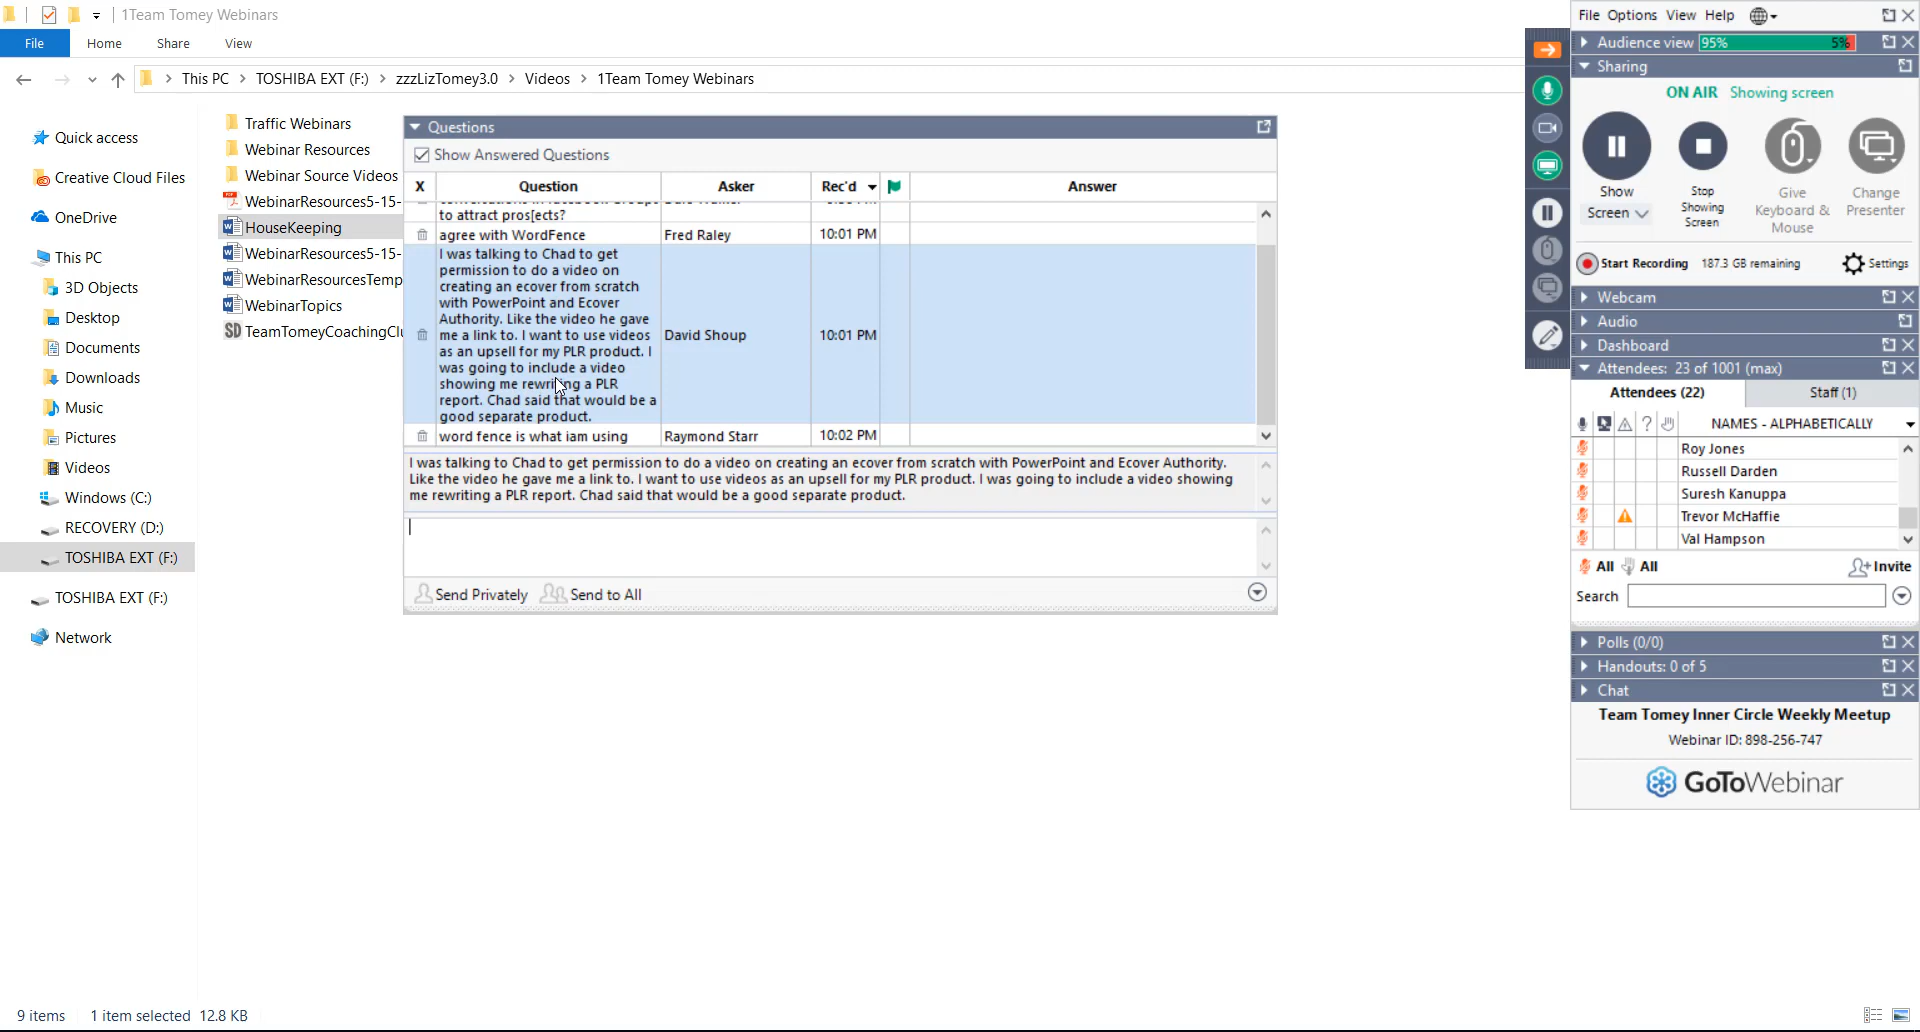 1Team Tomey Webinars
File Home Share View
This PC > TOSHIBA EXT (F:) > zzzLizTomey3.0 > Videos > 1Team Tomey Webinars
Quick access
Creative Cloud Files
OneDrive
This PC
3D Objects
Desktop
Documents
Downloads
Music
Pictures
Videos
Windows (C:)
RECOVERY (D:)
TOSHIBA EXT (F:)
TOSHIBA EXT (F:)
Network
Traffic Webinars
Webinar Resources
Webinar Source Videos
WebinarResources5-15-
HouseKeeping
WebinarResources5-15-
WebinarResourcesTemp
WebinarTopics
TeamTomeyCoachingClu
Questions
Show Answered Questions
X Question Asker Rec'd Answer
to attract pros[ects?
agree with WordFence Fred Raley 10:01 PM
I was talking to Chad to get
permission to do a video on
creating an ecover from scratch
with PowerPoint and Ecover
Authority. Like the video he gave
me a link to. I want to use videos
as an upsell for my PLR product. I
was going to include a video
showing me rewriting a PLR
report. Chad said that would be a
good separate product.
David Shoup 10:01 PM
word fence is what iam using Raymond Starr 10:02 PM
I was talking to Chad to get permission to do a video on creating an ecover from scratch with PowerPoint and Ecover Authority.
Like the video he gave me a link to. I want to use videos as an upsell for my PLR product. I was going to include a video showing
me rewriting a PLR report. Chad said that would be a good separate product.
Send Privately Send to All
File Options View Help
Audience view 95% 5%
Sharing
ON AIR Showing screen
Show
Screen
Stop
Showing
Screen
Give
Keyboard &
Mouse
Change
Presenter
Start Recording 187.3 GB remaining Settings
Webcam
Audio
Dashboard
Attendees: 23 of 1001 (max)
Attendees (22) Staff (1)
? NAMES - ALPHABETICALLY
Roy Jones
Russell Darden
Suresh Kanuppa
Trevor McHaffie
Val Hampson
All All Invite
Search
Polls (0/0)
Handouts: 0 of 5
Chat
Team Tomey Inner Circle Weekly Meetup
Webinar ID: 898-256-747
GoToWebinar
9 items 1 item selected 12.8 KB